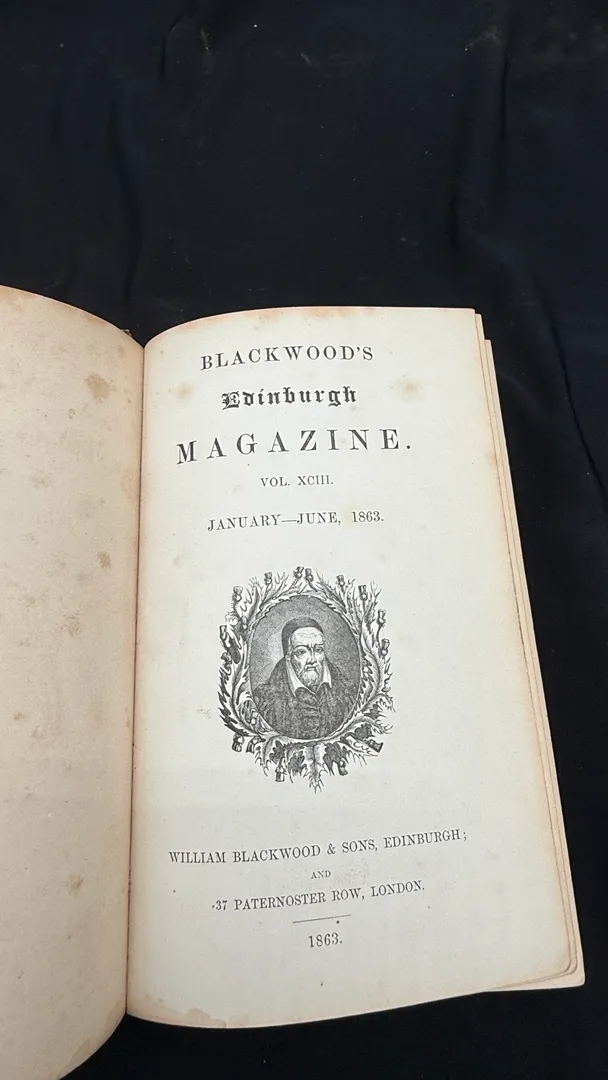 BLACKWOOD'S
Edinburgh
MAGAZINE.
VOL. XCIII.
JANUARY—JUNE, 1863.
WILLIAM BLACKWOOD & SONS, EDINBURGH;
AND
37 PATERNOSTER ROW, LONDON.
1863.